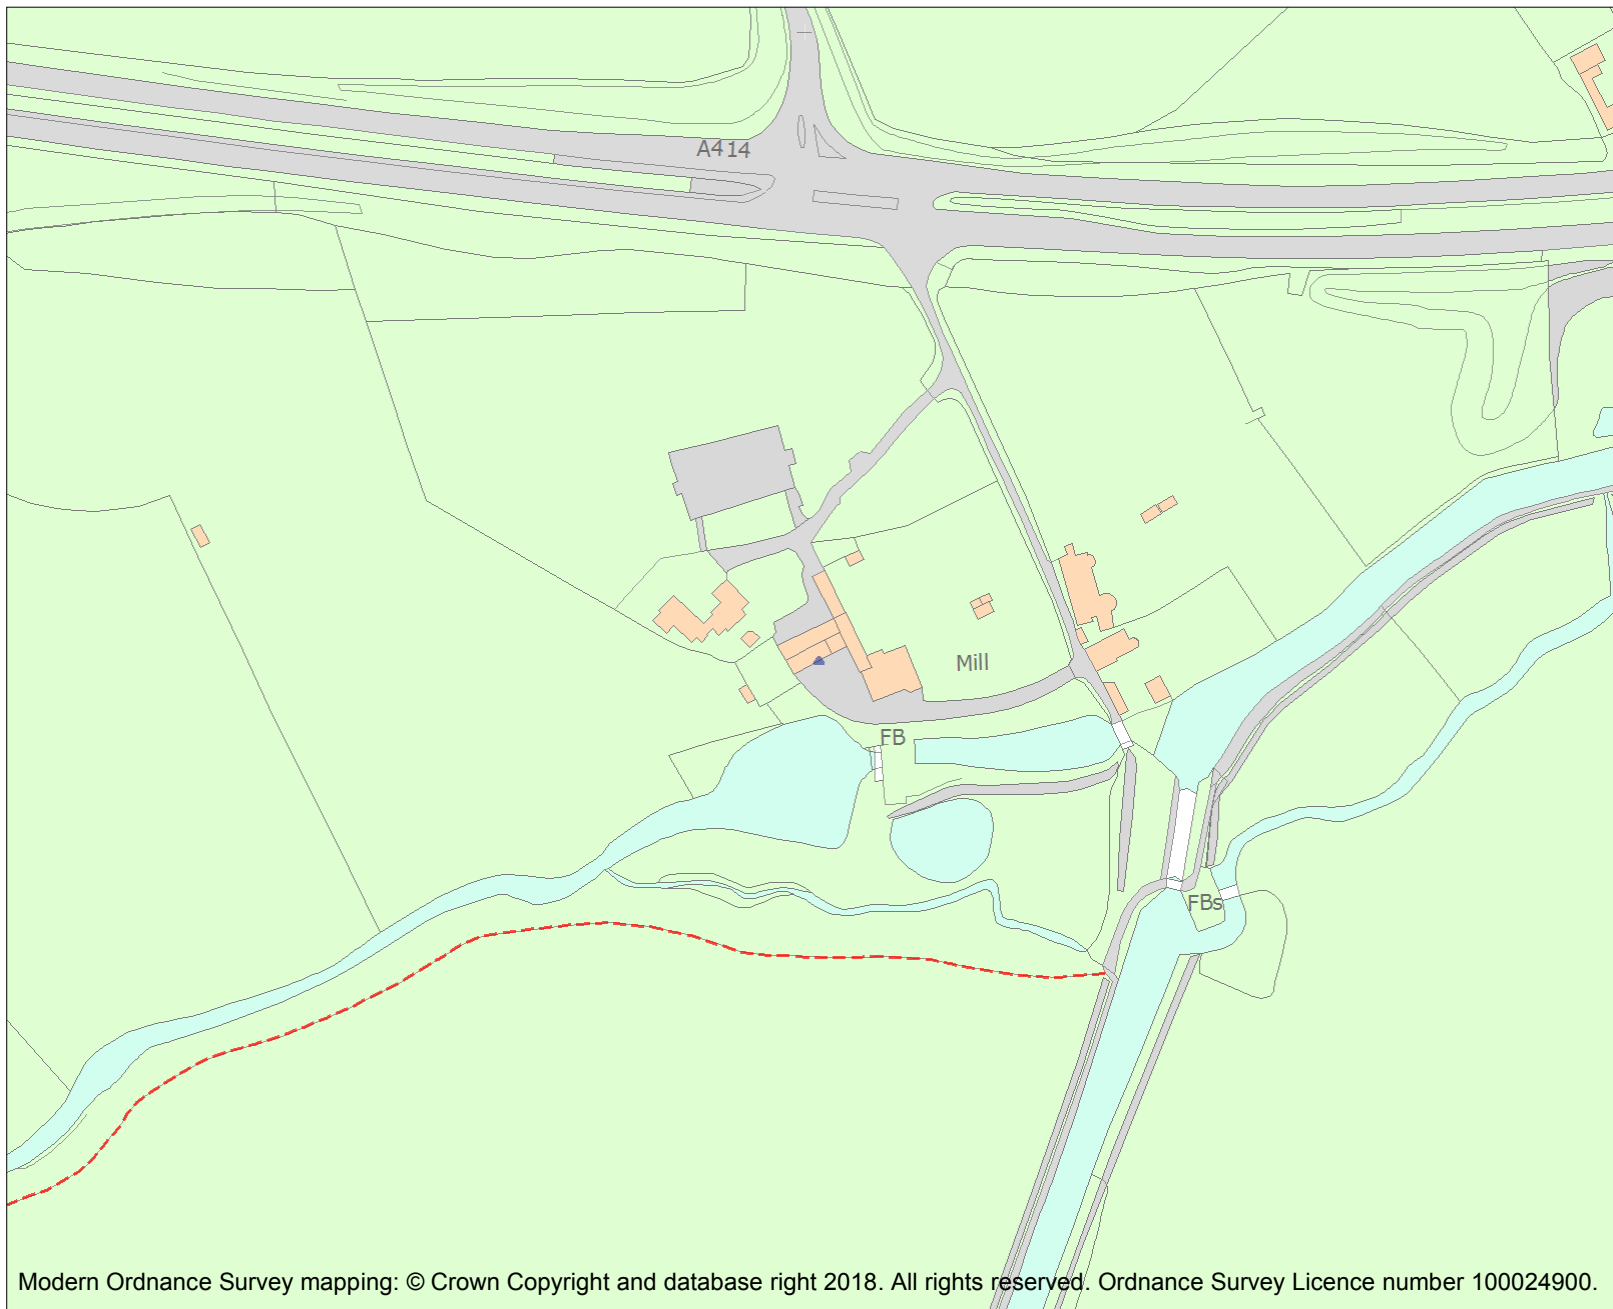 A414
Mill
FB
FBs
Modern Ordnance Survey mapping: © Crown Copyright and database right 2018. All rights reserved. Ordnance Survey Licence number 100024900.